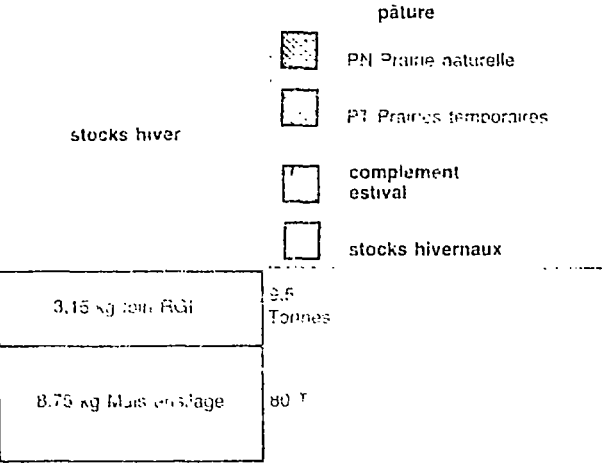 pâture
PN Prairie naturelle
PT Prairies temporaires
stocks hiver
complement
estival
stocks hivernaux
3.15 kg foin RGI
9.5
Tonnes
8.75 kg Mais ensilage
80 T